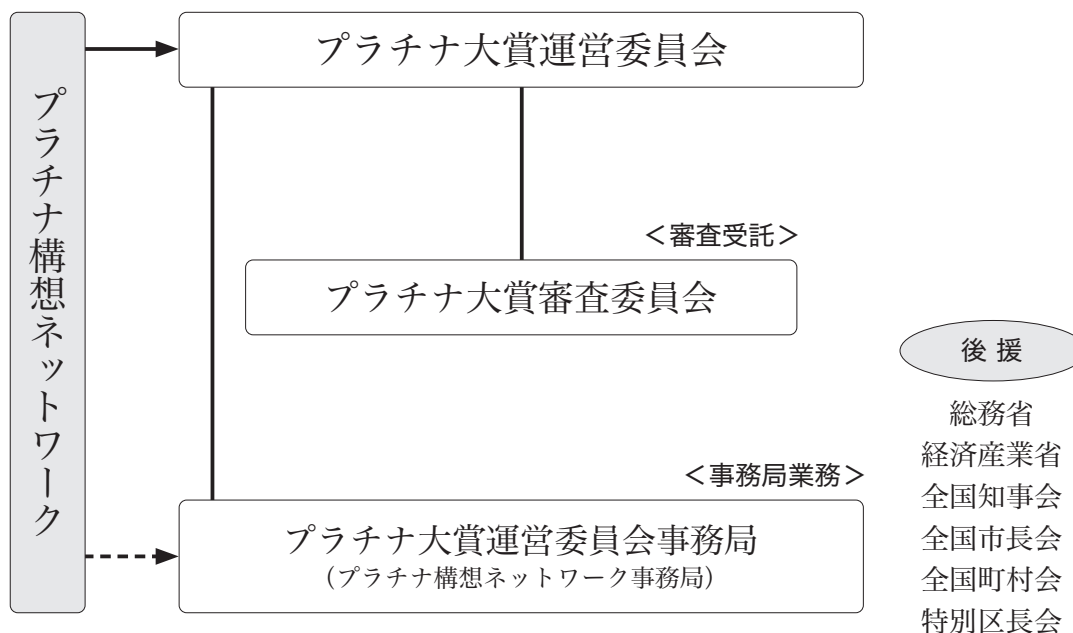 プラチナ構想ネットワーク
プラチナ大賞運営委員会
＜審査受託＞
プラチナ大賞審査委員会
＜事務局業務＞
プラチナ大賞運営委員会事務局
（プラチナ構想ネットワーク事務局）
後 援
総務省
経済産業省
全国知事会
全国市長会
全国町村会
特別区長会